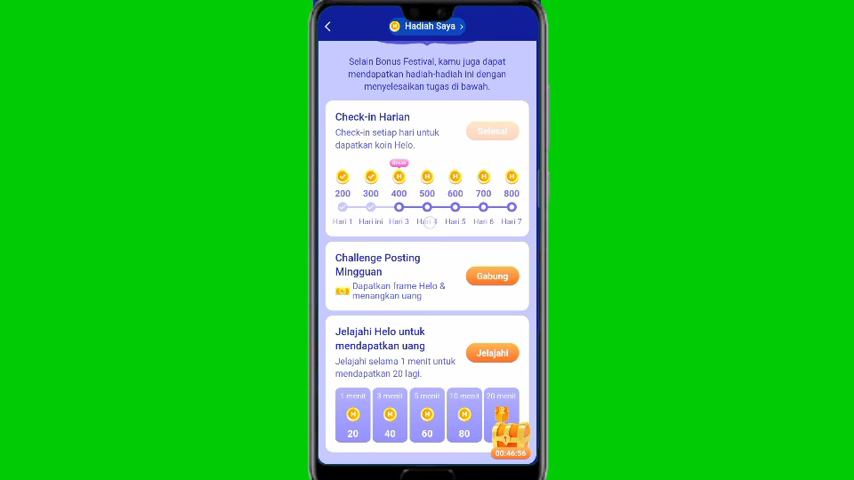 Hadiah Saya
Selain Bonus Festival, kamu juga dapat
mendapatkan hadiah-hadiah ini dengan
menyelesaikan tugas di bawah.
Check-in Harian
Check-in setiap hari untuk
dapatkan koin Helo.
Selesai
200 300 400 500 600 700 800
Hari 1 Hari ini Hari 3 Hari 4 Hari 5 Hari 6 Hari 7
Challenge Posting
Mingguan
Dapatkan frame Helo &
menangkan uang
Gabung
Jelajahi Helo untuk
mendapatkan uang
Jelajahi selama 1 menit untuk
mendapatkan 20 lagi.
Jelajahi
1 menit 3 menit 5 menit 10 menit 20 menit
20 40 60 80
00:46:56